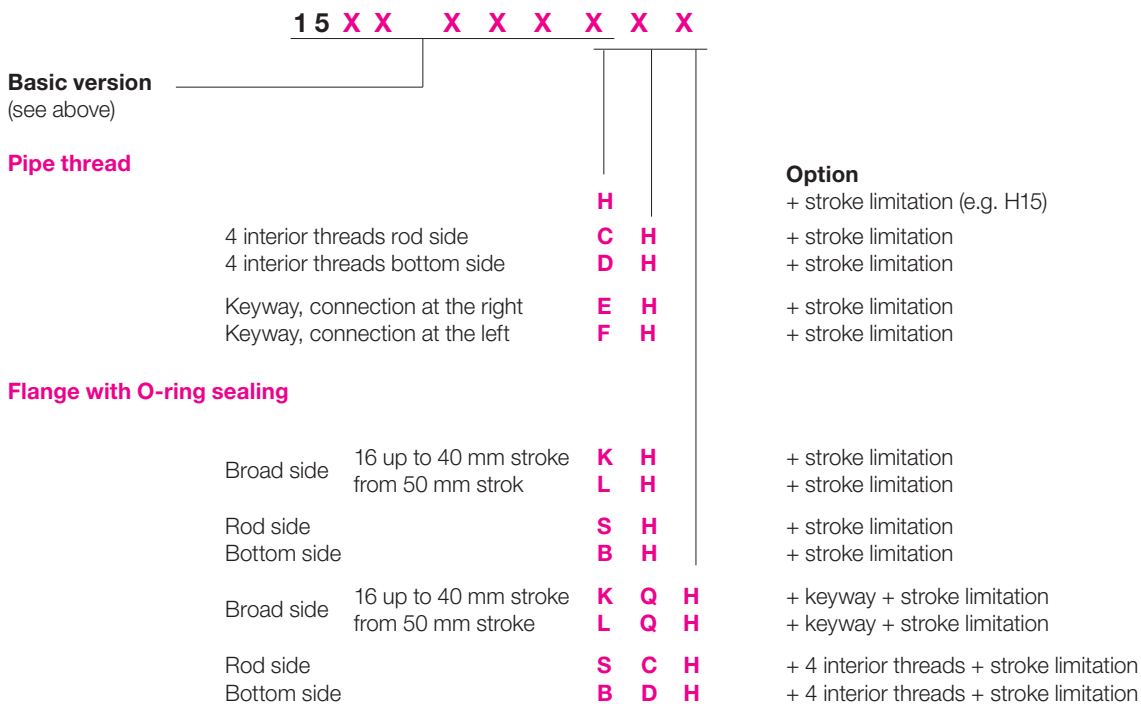 15XX XXXXXX
Basic version
(see above)
Pipe thread
Option
H + stroke limitation (e.g. H15)
4 interior threads rod side C H + stroke limitation
4 interior threads bottom side D H + stroke limitation
Keyway, connection at the right E H + stroke limitation
Keyway, connection at the left F H + stroke limitation
Flange with O-ring sealing
Broad side 16 up to 40 mm stroke K H + stroke limitation
from 50 mm strok L H + stroke limitation
Rod side S H + stroke limitation
Bottom side B H + stroke limitation
Broad side 16 up to 40 mm stroke K Q H + keyway + stroke limitation
from 50 mm stroke L Q H + keyway + stroke limitation
Rod side S C H + 4 interior threads + stroke limitation
Bottom side B D H + 4 interior threads + stroke limitation